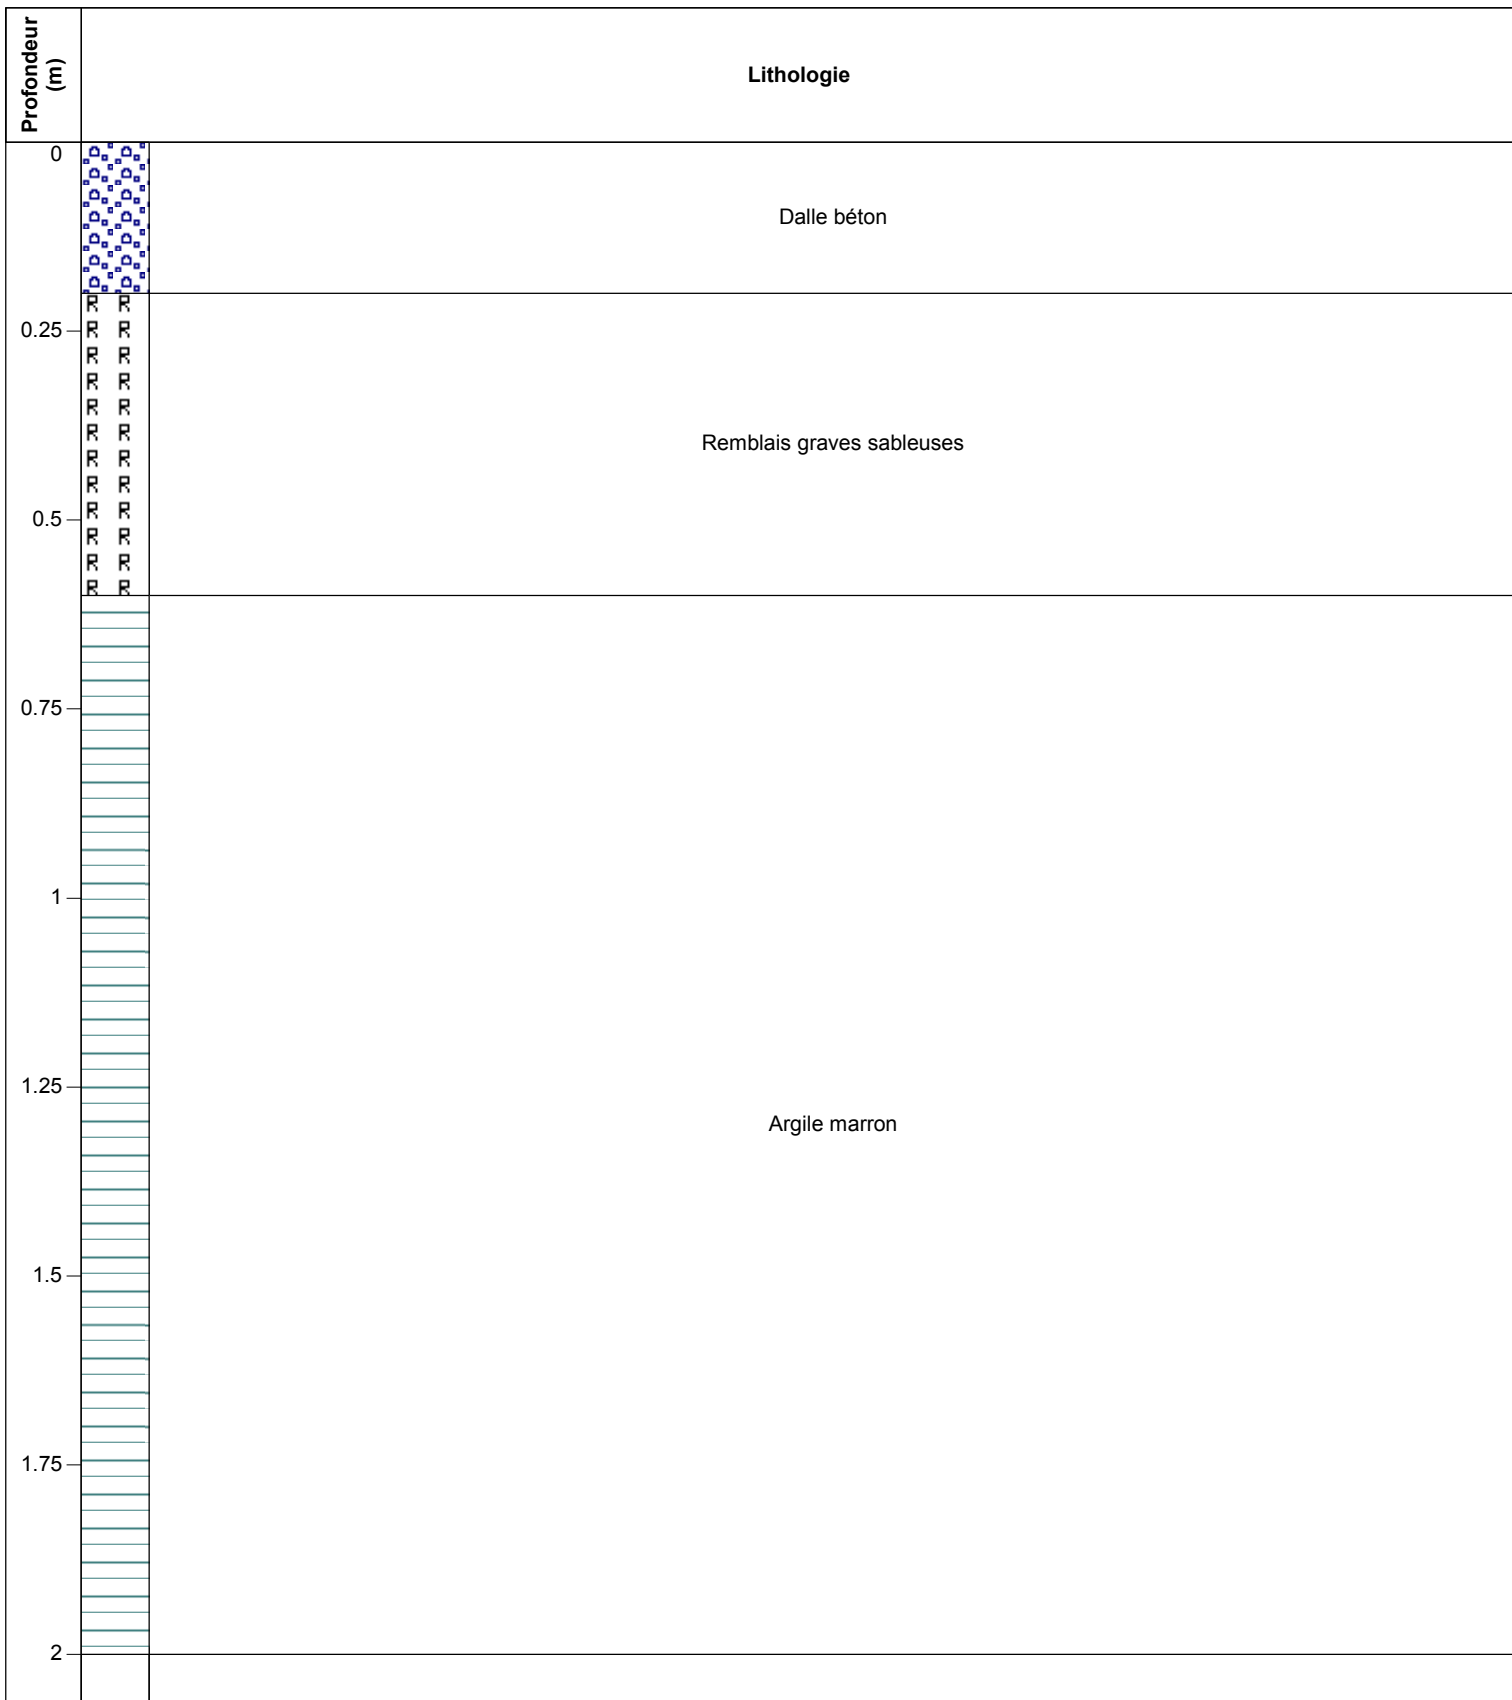 Profondeur
(m)
Lithologie
0
Dalle béton
R R
0.25
R R
R R
R R
R R
R R
Remblais graves sableuses
R R
R R
R R
0.5
R R
R R
R R
0.75
1
1.25
Argile marron
1.5
1.75
2